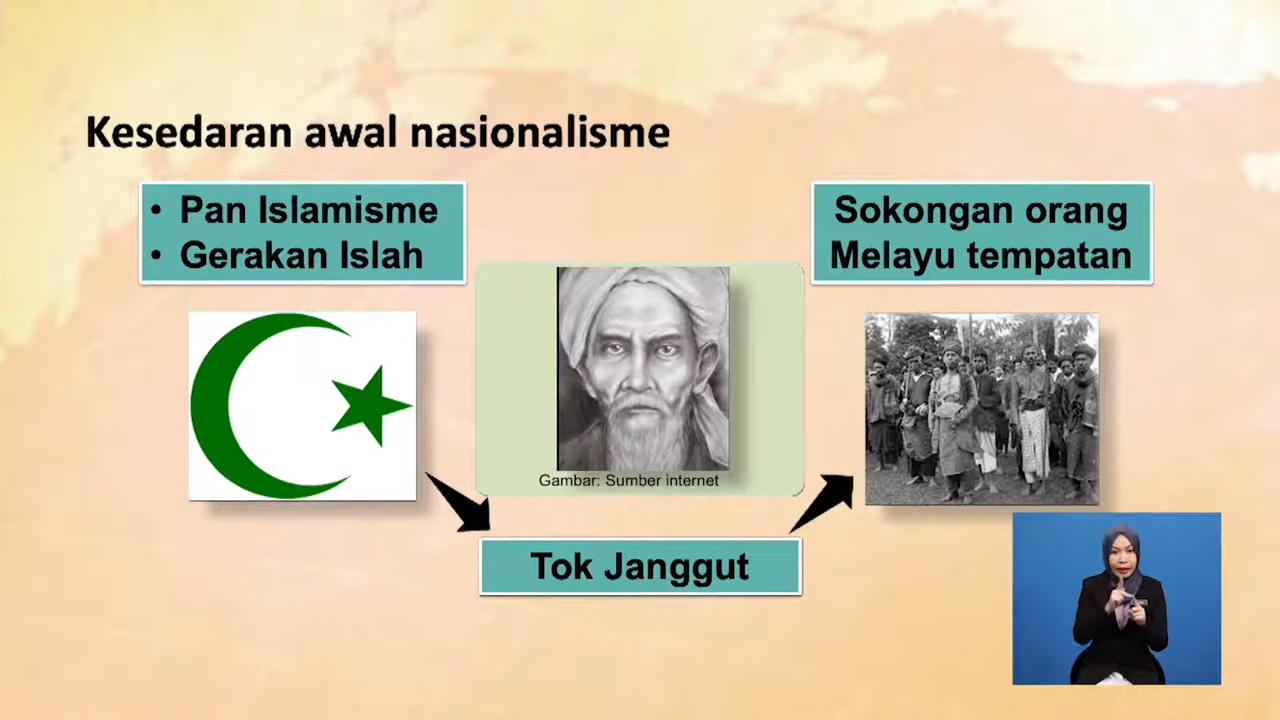 Kesedaran awal nasionalisme
• Pan Islamisme
• Gerakan Islah
Sokongan orang
Melayu tempatan
Gambar: Sumber internet
Tok Janggut